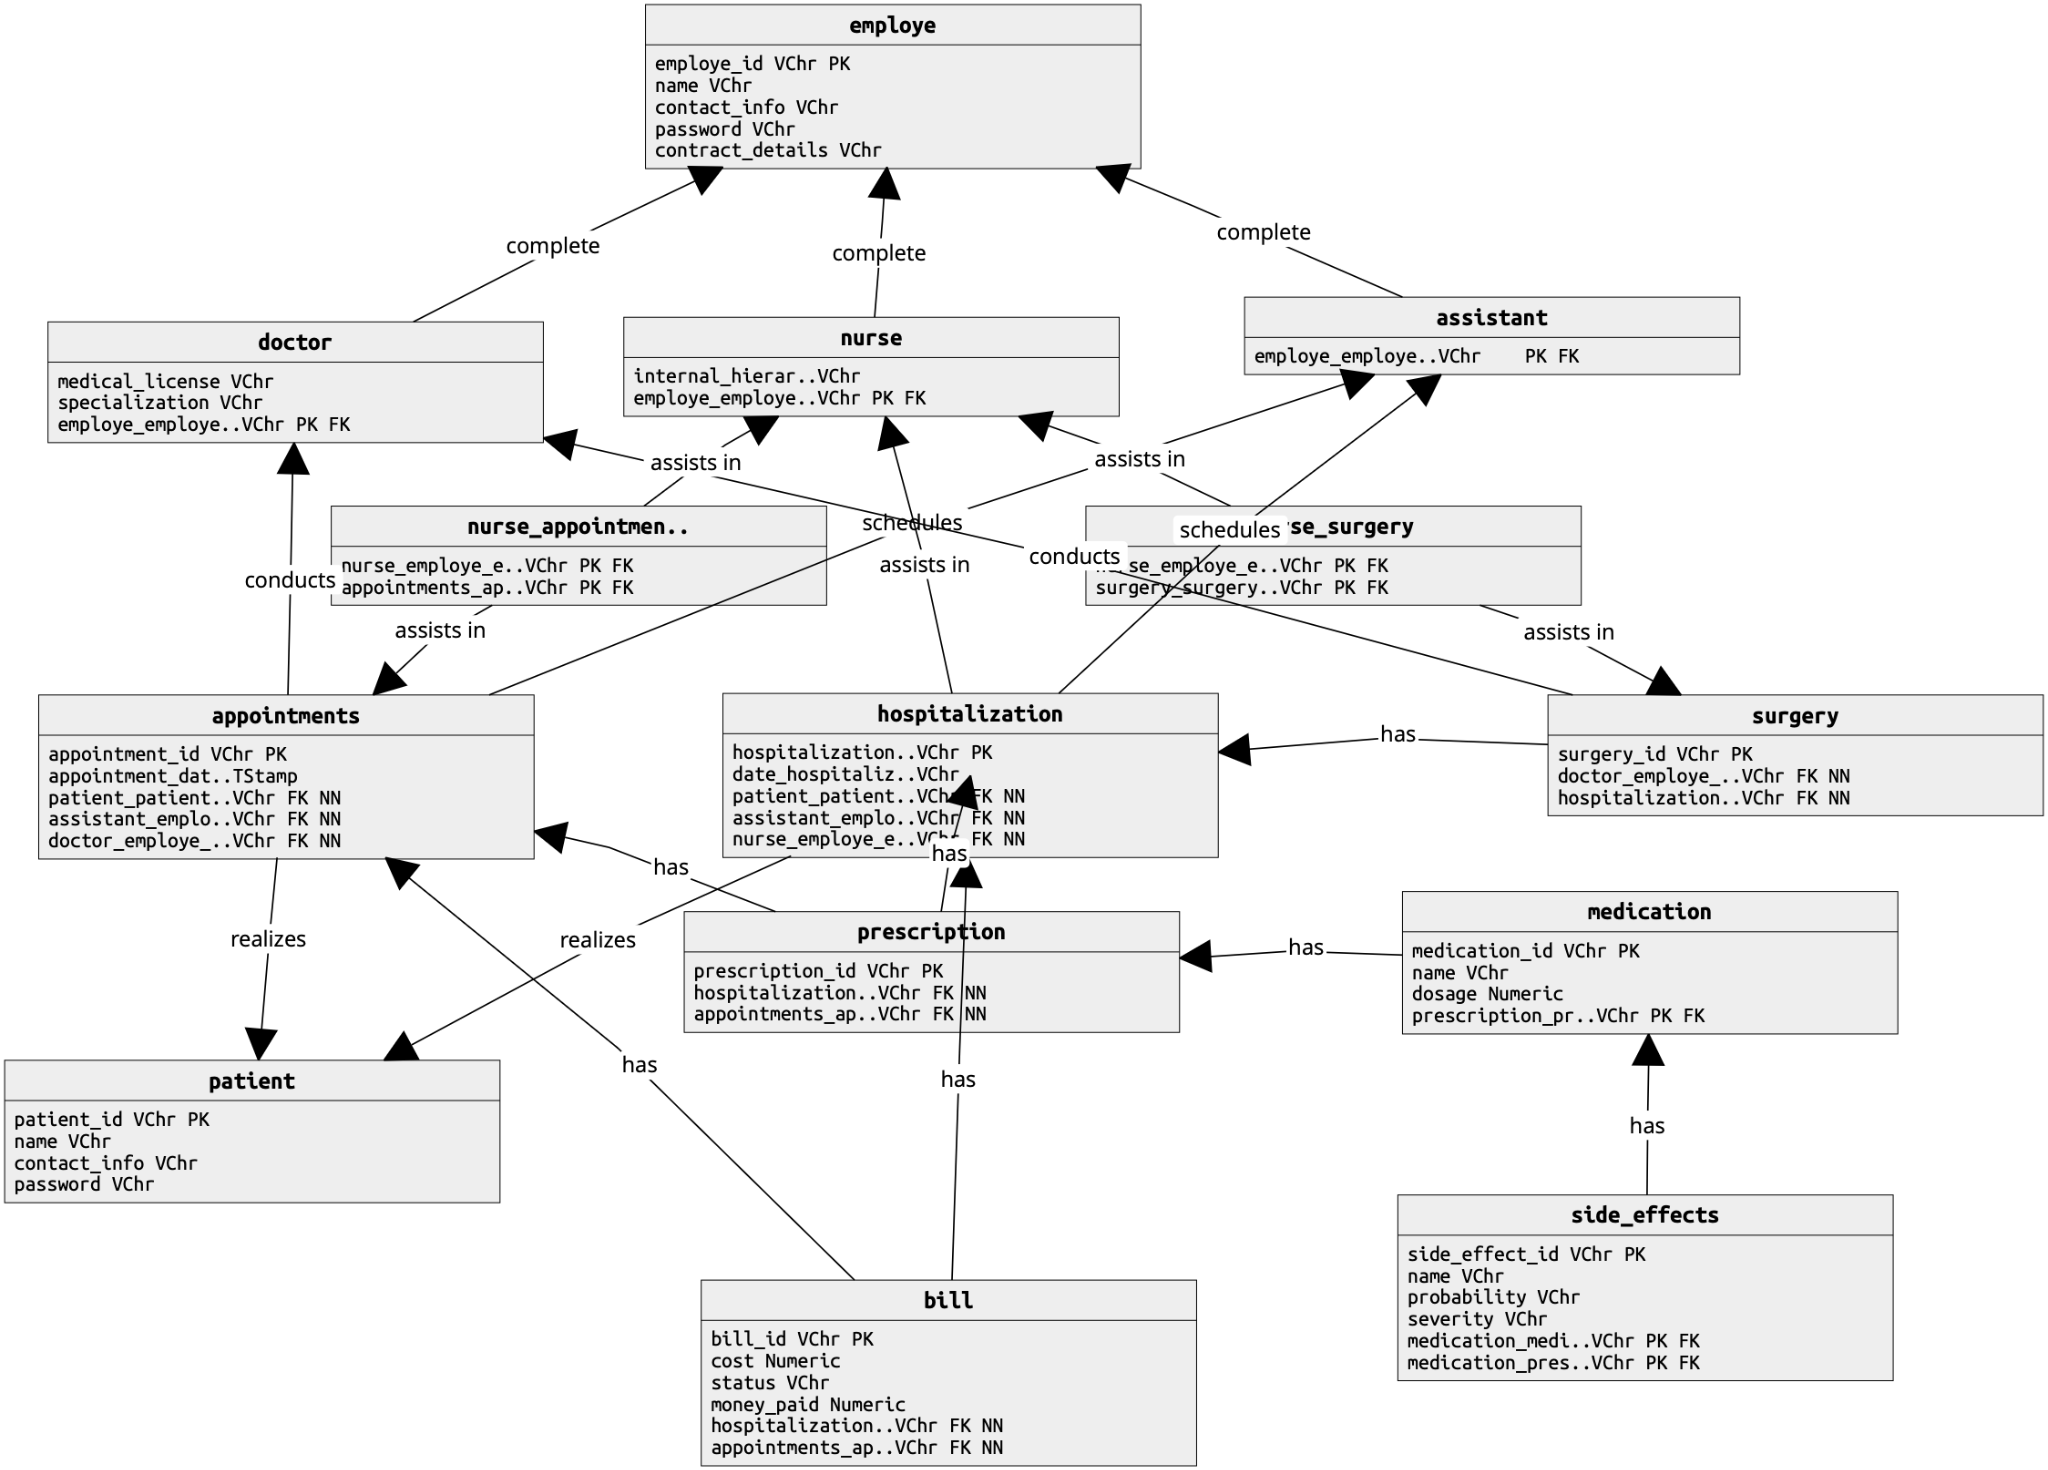 employe
employe_id VChr PK
name VChr
contact_info VChr
password VChr
contract_details VChr
complete
complete
complete
doctor
medical_license VChr
specialization VChr
employe_employe..VChr PK FK
nurse
internal_hierar..VChr
employe_employe..VChr PK FK
assistant
employe_employe..VChr PK FK
assists in
assists in
nurse_appointmen..
nurse_employe_e..VChr PK FK
appointments_ap..VChr PK FK
schedules
assists in
conducts
schedules
se_surgery
se_employe_e..VChr PK FK
surgery_surgery..VChr PK FK
conducts
assists in
assists in
appointments
appointment_id VChr PK
appointment_dat..TStamp
patient_patient..VChr FK NN
assistant_emplo..VChr FK NN
doctor_employe_..VChr FK NN
hospitalization
hospitalization..VChr PK
date_hospitaliz..VChr
patient_patient..VChr FK NN
assistant_emplo..VChr FK NN
nurse_employe_e..VChr FK NN
has
surgery
surgery_id VChr PK
doctor_employe_..VChr FK NN
hospitalization..VChr FK NN
has
has
realizes
realizes
prescription
prescription_id VChr PK
hospitalization..VChr FK NN
appointments_ap..VChr FK NN
has
medication
medication_id VChr PK
name VChr
dosage Numeric
prescription_pr..VChr PK FK
patient
patient_id VChr PK
name VChr
contact_info VChr
password VChr
has
has
has
side_effects
side_effect_id VChr PK
name VChr
probability VChr
severity VChr
medication_medi..VChr PK FK
medication_pres..VChr PK FK
bill
bill_id VChr PK
cost Numeric
status VChr
money_paid Numeric
hospitalization..VChr FK NN
appointments_ap..VChr FK NN